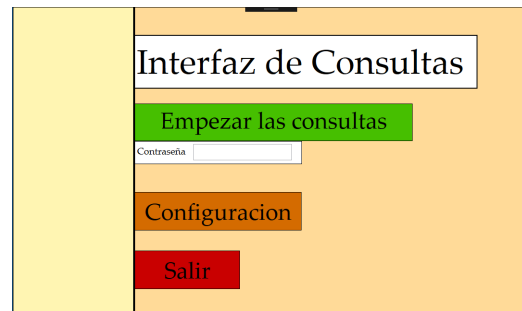 Interfaz de Consultas
Empezar las consultas
Contraseña
Configuracion
Salir